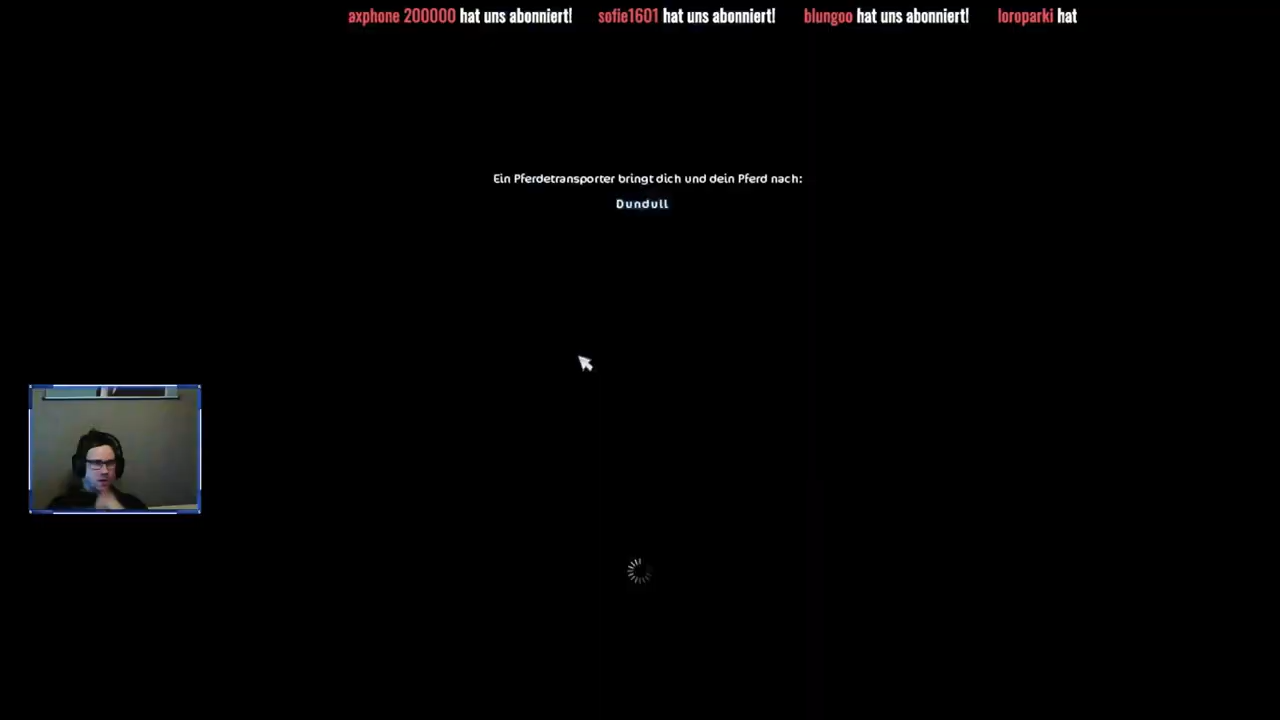 axphone 200000 hat uns abonniert! sofie1601 hat uns abonniert! blungoo hat uns abonniert! loroparki hat
Ein Pferdetransporter bringt dich und dein Pferd nach:
Dundull